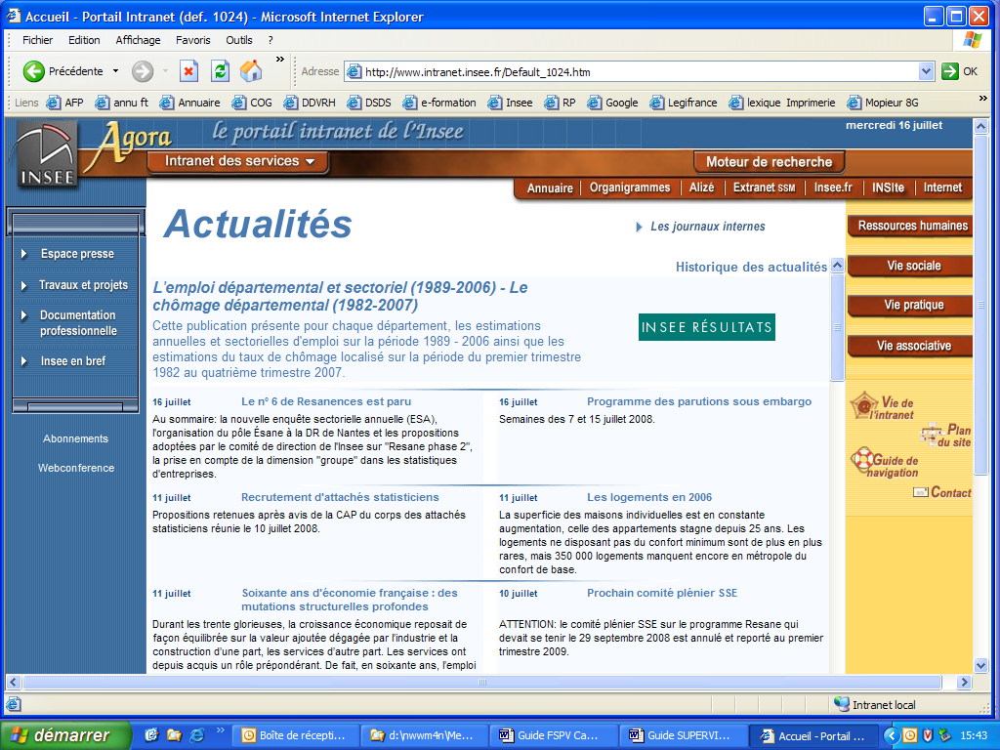 Accueil - Portail Intranet (def. 1024) - Microsoft Internet Explorer
Fichier Edition Affichage Favoris Outils ?
Précédente
Adresse http://www.intranet.insee.fr/Default_1024.htm OK
Liens AFP annu ft Annuaire COG DDVRH DSDS e-formation Insee RP Google Legifrance lexique Imprimerie Mopieur 8G
INSEE
Agora
le portail intranet de l'Insee
mercredi 16 juillet
Intranet des services
Moteur de recherche
Annuaire Organigrammes Alizé Extranet SSM Insee.fr INSIte Internet
Espace presse
Travaux et projets
Documentation
professionnelle
Insee en bref
Abonnements
Webconference
Actualités
Les journaux internes
Historique des actualités
L'emploi départemental et sectoriel (1989-2006) - Le
chômage départemental (1982-2007)
Cette publication présente pour chaque département, les estimations
annuelles et sectorielles d'emploi sur la période 1989 - 2006 ainsi que les
estimations du taux de chômage localisé sur la période du premier trimestre
1982 au quatrième trimestre 2007.
INSEE RÉSULTATS
16 juillet Le nº 6 de Resanences est paru
Au sommaire: la nouvelle enquête sectorielle annuelle (ESA),
l'organisation du pôle Ésane à la DR de Nantes et les propositions
adoptées par le comité de direction de l'Insee sur "Resane phase 2",
la prise en compte de la dimension "groupe" dans les statistiques
d'entreprises.
16 juillet Programme des parutions sous embargo
Semaines des 7 et 15 juillet 2008.
11 juillet Recrutement d'attachés statisticiens
Propositions retenues après avis de la CAP du corps des attachés
statisticiens réunie le 10 juillet 2008.
11 juillet Les logements en 2006
La superficie des maisons individuelles est en constante
augmentation, celle des appartements stagne depuis 25 ans. Les
logements ne disposant pas du confort minimum sont de plus en plus
rares, mais 350 000 logements manquent encore en métropole du
confort de base.
11 juillet Soixante ans d'économie française : des
mutations structurelles profondes
Durant les trente glorieuses, la croissance économique reposait de
façon équilibrée sur la valeur ajoutée dégagée par l'industrie et la
construction d'une part, les services d'autre part. Les services ont
depuis acquis un rôle prépondérant. De fait, en soixante ans, l'emploi
10 juillet Prochain comité plénier SSE
ATTENTION: le comité plénier SSE sur le programme Resane qui
devait se tenir le 29 septembre 2008 est annulé et reporté au premier
trimestre 2009.
Ressources humaines
Vie sociale
Vie pratique
Vie associative
Vie de
l'intranet
Plan
du site
Guide de
navigation
Contact
Intranet local
démarrer Boîte de récepti... d:\nwwm4n\Me... Guide FSPV Ca... Guide SUPERVI... Accueil - Portail ... 15:43